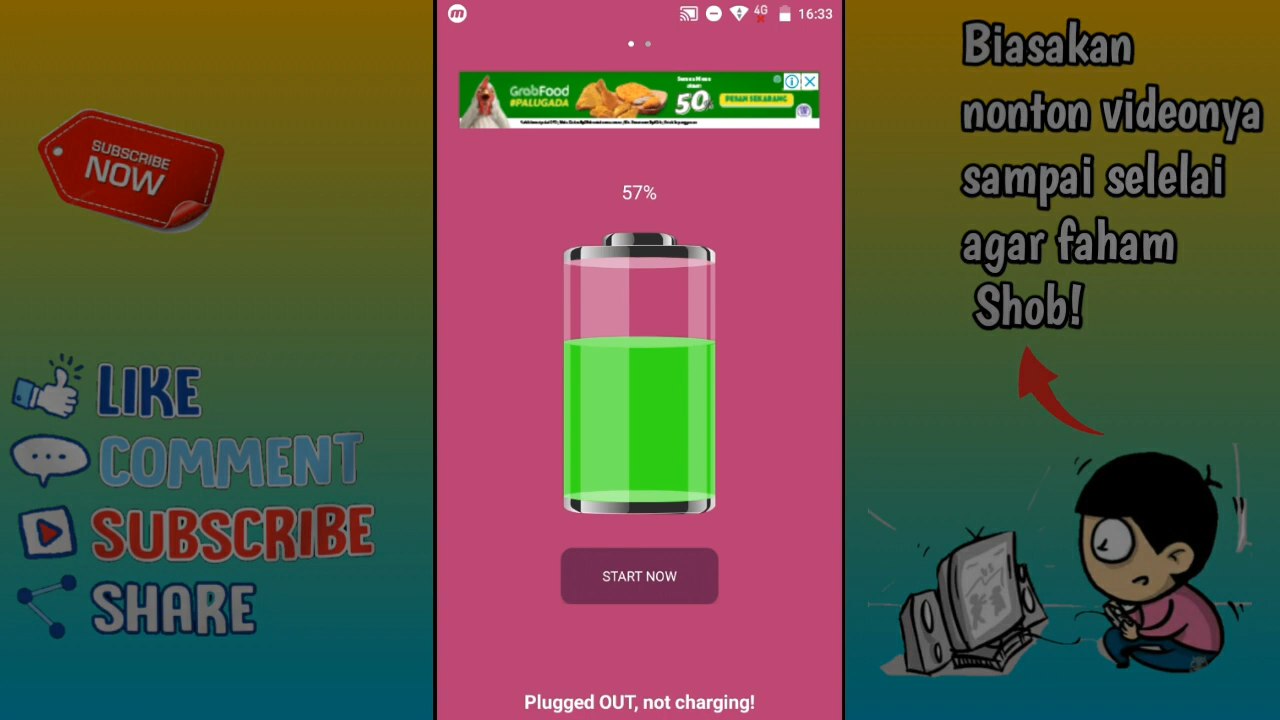 SUBSCRIBE
NOW
LIKE
COMMENT
SUBSCRIBE
SHARE
4G
16:33
GrabFood
#PALUGADA
50%
PESAN SEKARANG
57%
START NOW
Plugged OUT, not charging!
Biasakan
nonton videonya
sampai selelai
agar faham
Shob!